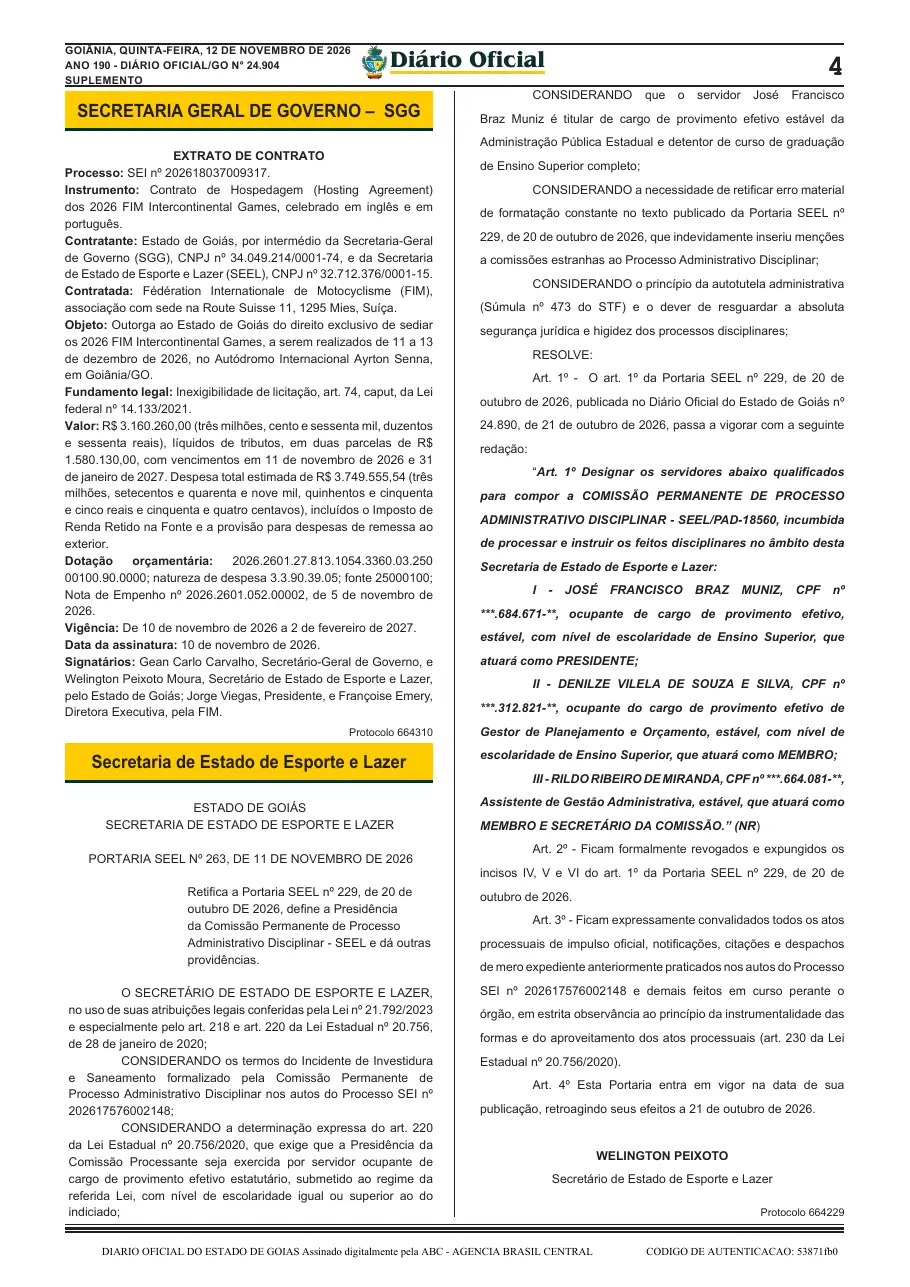 GOIÂNIA, QUINTA-FEIRA, 12 DE NOVEMBRO DE 2026
ANO 190 - DIÁRIO OFICIAL/GO N° 24.904
SUPLEMENTO
Diário Oficial
4
SECRETARIA GERAL DE GOVERNO – SGG
EXTRATO DE CONTRATO
Processo: SEI nº 202618037009317.
Instrumento: Contrato de Hospedagem (Hosting Agreement)
dos 2026 FIM Intercontinental Games, celebrado em inglês e em
português.
Contratante: Estado de Goiás, por intermédio da Secretaria-Geral
de Governo (SGG), CNPJ nº 34.049.214/0001-74, e da Secretaria
de Estado de Esporte e Lazer (SEEL), CNPJ nº 32.712.376/0001-15.
Contratada: Fédération Internationale de Motocyclisme (FIM),
associação com sede na Route Suisse 11, 1295 Mies, Suíça.
Objeto: Outorga ao Estado de Goiás do direito exclusivo de sediar
os 2026 FIM Intercontinental Games, a serem realizados de 11 a 13
de dezembro de 2026, no Autódromo Internacional Ayrton Senna,
em Goiânia/GO.
Fundamento legal: Inexigibilidade de licitação, art. 74, caput, da Lei
federal nº 14.133/2021.
Valor: R$ 3.160.260,00 (três milhões, cento e sessenta mil, duzentos
e sessenta reais), líquidos de tributos, em duas parcelas de R$
1.580.130,00, com vencimentos em 11 de novembro de 2026 e 31
de janeiro de 2027. Despesa total estimada de R$ 3.749.555,54 (três
milhões, setecentos e quarenta e nove mil, quinhentos e cinquenta
e cinco reais e cinquenta e quatro centavos), incluídos o Imposto de
Renda Retido na Fonte e a provisão para despesas de remessa ao
exterior.
Dotação orçamentária: 2026.2601.27.813.1054.3360.03.250
00100.90.0000; natureza de despesa 3.3.90.39.05; fonte 25000100;
Nota de Empenho nº 2026.2601.052.00002, de 5 de novembro de
2026.
Vigência: De 10 de novembro de 2026 a 2 de fevereiro de 2027.
Data da assinatura: 10 de novembro de 2026.
Signatários: Gean Carlo Carvalho, Secretário-Geral de Governo, e
Welington Peixoto Moura, Secretário de Estado de Esporte e Lazer,
pelo Estado de Goiás; Jorge Viegas, Presidente, e Françoise Emery,
Diretora Executiva, pela FIM.
Protocolo 664310
Secretaria de Estado de Esporte e Lazer
ESTADO DE GOIÁS
SECRETARIA DE ESTADO DE ESPORTE E LAZER
PORTARIA SEEL Nº 263, DE 11 DE NOVEMBRO DE 2026
Retifica a Portaria SEEL nº 229, de 20 de
outubro DE 2026, define a Presidência
da Comissão Permanente de Processo
Administrativo Disciplinar - SEEL e dá outras
providências.
O SECRETÁRIO DE ESTADO DE ESPORTE E LAZER,
no uso de suas atribuições legais conferidas pela Lei nº 21.792/2023
e especialmente pelo art. 218 e art. 220 da Lei Estadual nº 20.756,
de 28 de janeiro de 2020;
CONSIDERANDO os termos do Incidente de Investidura
e Saneamento formalizado pela Comissão Permanente de
Processo Administrativo Disciplinar nos autos do Processo SEI nº
202617576002148;
CONSIDERANDO a determinação expressa do art. 220
da Lei Estadual nº 20.756/2020, que exige que a Presidência da
Comissão Processante seja exercida por servidor ocupante de
cargo de provimento efetivo estatutário, submetido ao regime da
referida Lei, com nível de escolaridade igual ou superior ao do
indiciado;
CONSIDERANDO que o servidor José Francisco
Braz Muniz é titular de cargo de provimento efetivo estável da
Administração Pública Estadual e detentor de curso de graduação
de Ensino Superior completo;
CONSIDERANDO a necessidade de retificar erro material
de formatação constante no texto publicado da Portaria SEEL nº
229, de 20 de outubro de 2026, que indevidamente inseriu menções
a comissões estranhas ao Processo Administrativo Disciplinar;
CONSIDERANDO o princípio da autotutela administrativa
(Súmula nº 473 do STF) e o dever de resguardar a absoluta
segurança jurídica e higidez dos processos disciplinares;
RESOLVE:
Art. 1º - O art. 1º da Portaria SEEL nº 229, de 20 de
outubro de 2026, publicada no Diário Oficial do Estado de Goiás nº
24.890, de 21 de outubro de 2026, passa a vigorar com a seguinte
redação:
“Art. 1º Designar os servidores abaixo qualificados
para compor a COMISSÃO PERMANENTE DE PROCESSO
ADMINISTRATIVO DISCIPLINAR - SEEL/PAD-18560, incumbida
de processar e instruir os feitos disciplinares no âmbito desta
Secretaria de Estado de Esporte e Lazer:
I - JOSÉ FRANCISCO BRAZ MUNIZ, CPF nº
***.684.671-**, ocupante de cargo de provimento efetivo,
estável, com nível de escolaridade de Ensino Superior, que
atuará como PRESIDENTE;
II - DENILZE VILELA DE SOUZA E SILVA, CPF nº
***.312.821-**, ocupante do cargo de provimento efetivo de
Gestor de Planejamento e Orçamento, estável, com nível de
escolaridade de Ensino Superior, que atuará como MEMBRO;
III - RILDO RIBEIRO DE MIRANDA, CPF nº ***.664.081-**,
Assistente de Gestão Administrativa, estável, que atuará como
MEMBRO E SECRETÁRIO DA COMISSÃO.” (NR)
Art. 2º - Ficam formalmente revogados e expungidos os
incisos IV, V e VI do art. 1º da Portaria SEEL nº 229, de 20 de
outubro de 2026.
Art. 3º - Ficam expressamente convalidados todos os atos
processuais de impulso oficial, notificações, citações e despachos
de mero expediente anteriormente praticados nos autos do Processo
SEI nº 202617576002148 e demais feitos em curso perante o
órgão, em estrita observância ao princípio da instrumentalidade das
formas e do aproveitamento dos atos processuais (art. 230 da Lei
Estadual nº 20.756/2020).
Art. 4º Esta Portaria entra em vigor na data de sua
publicação, retroagindo seus efeitos a 21 de outubro de 2026.
WELINGTON PEIXOTO
Secretário de Estado de Esporte e Lazer
Protocolo 664229
DIARIO OFICIAL DO ESTADO DE GOIAS Assinado digitalmente pela ABC - AGENCIA BRASIL CENTRAL CODIGO DE AUTENTICACAO: 53871fb0